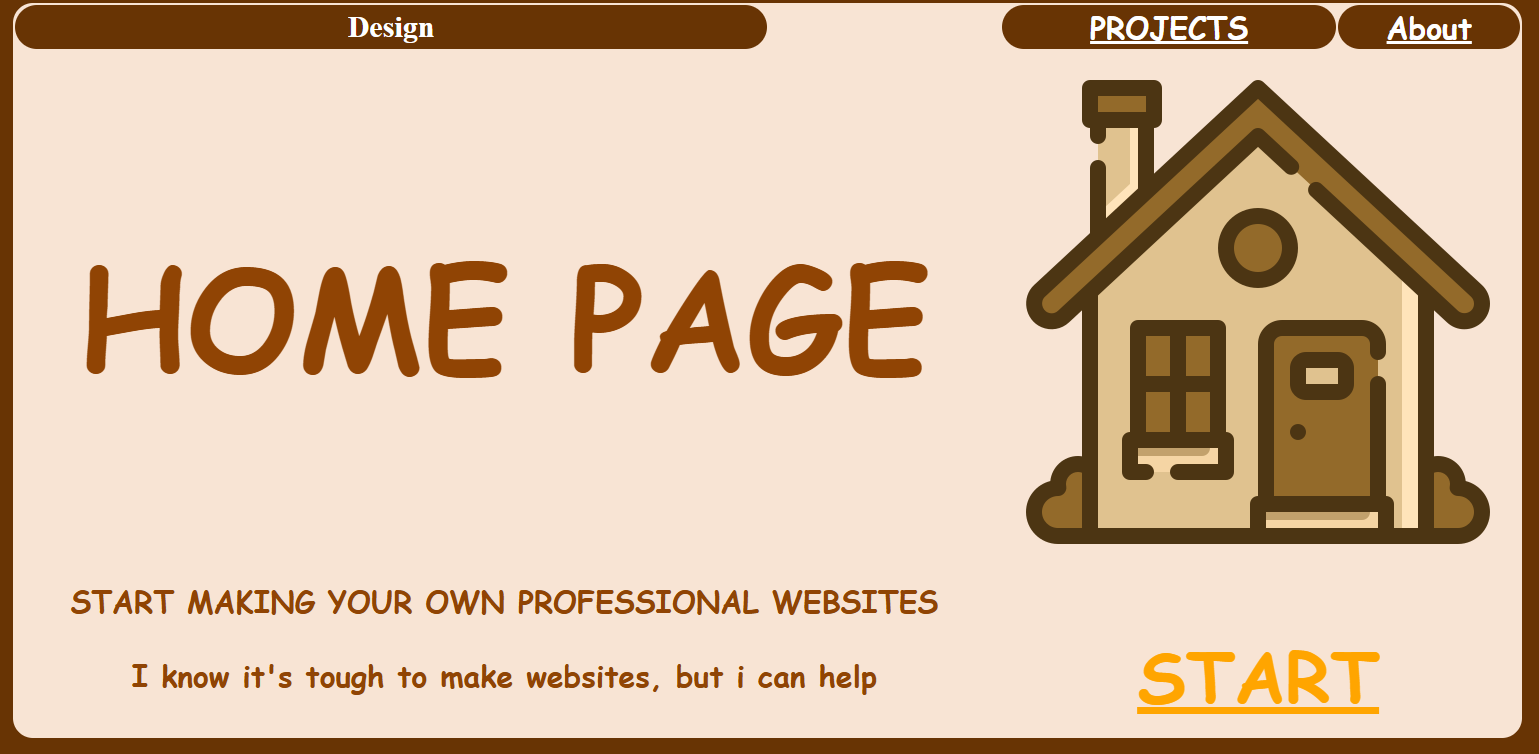 Design
PROJECTS
About
HOME PAGE
START MAKING YOUR OWN PROFESSIONAL WEBSITES
I know it's tough to make websites, but i can help
START